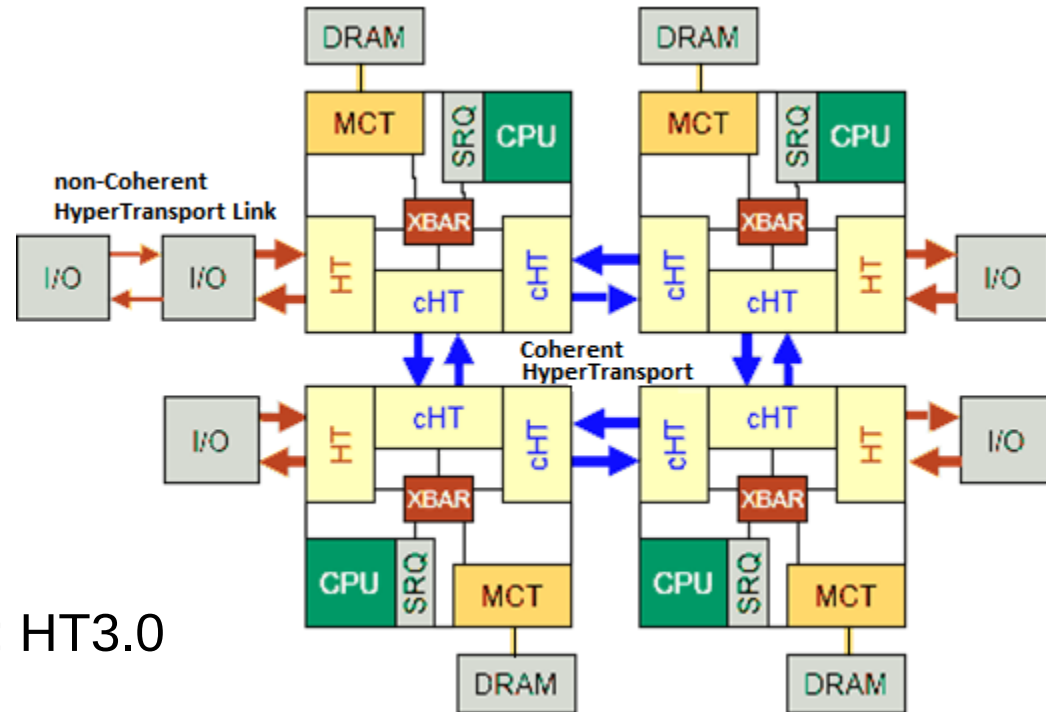 DRAM
DRAM
MCT
SRQ
CPU
MCT
SRQ
CPU
non-Coherent
HyperTransport Link
XBAR
XBAR
I/O
I/O
HT
cHT
cHT
cHT
cHT
HT
I/O
Coherent
HyperTransport
I/O
HT
cHT
cHT
cHT
cHT
HT
I/O
XBAR
XBAR
CPU
SRQ
MCT
CPU
SRQ
MCT
HT3.0
DRAM
DRAM